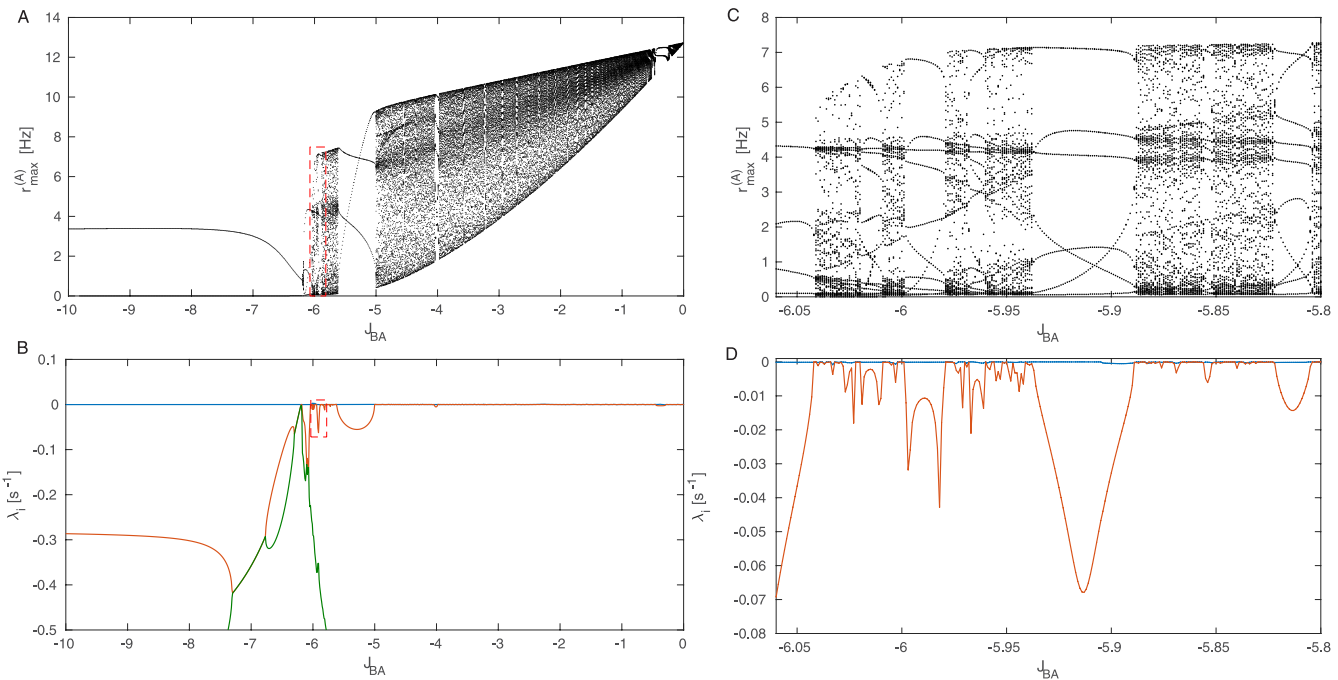 A
14
12
10
8
6
4
2
0
r_max^(A) [Hz]
-10 -9 -8 -7 -6 -5 -4 -3 -2 -1 0
J_BA
B
0.1
0
-0.1
-0.2
-0.3
-0.4
-0.5
λ_i [s^-1]
-10 -9 -8 -7 -6 -5 -4 -3 -2 -1 0
J_BA
C
8
7
6
5
4
3
2
1
0
r_max^(A) [Hz]
-6.05 -6 -5.95 -5.9 -5.85 -5.8
J_BA
D
0
-0.01
-0.02
-0.03
-0.04
-0.05
-0.06
-0.07
-0.08
λ_i [s^-1]
-6.05 -6 -5.95 -5.9 -5.85 -5.8
J_BA